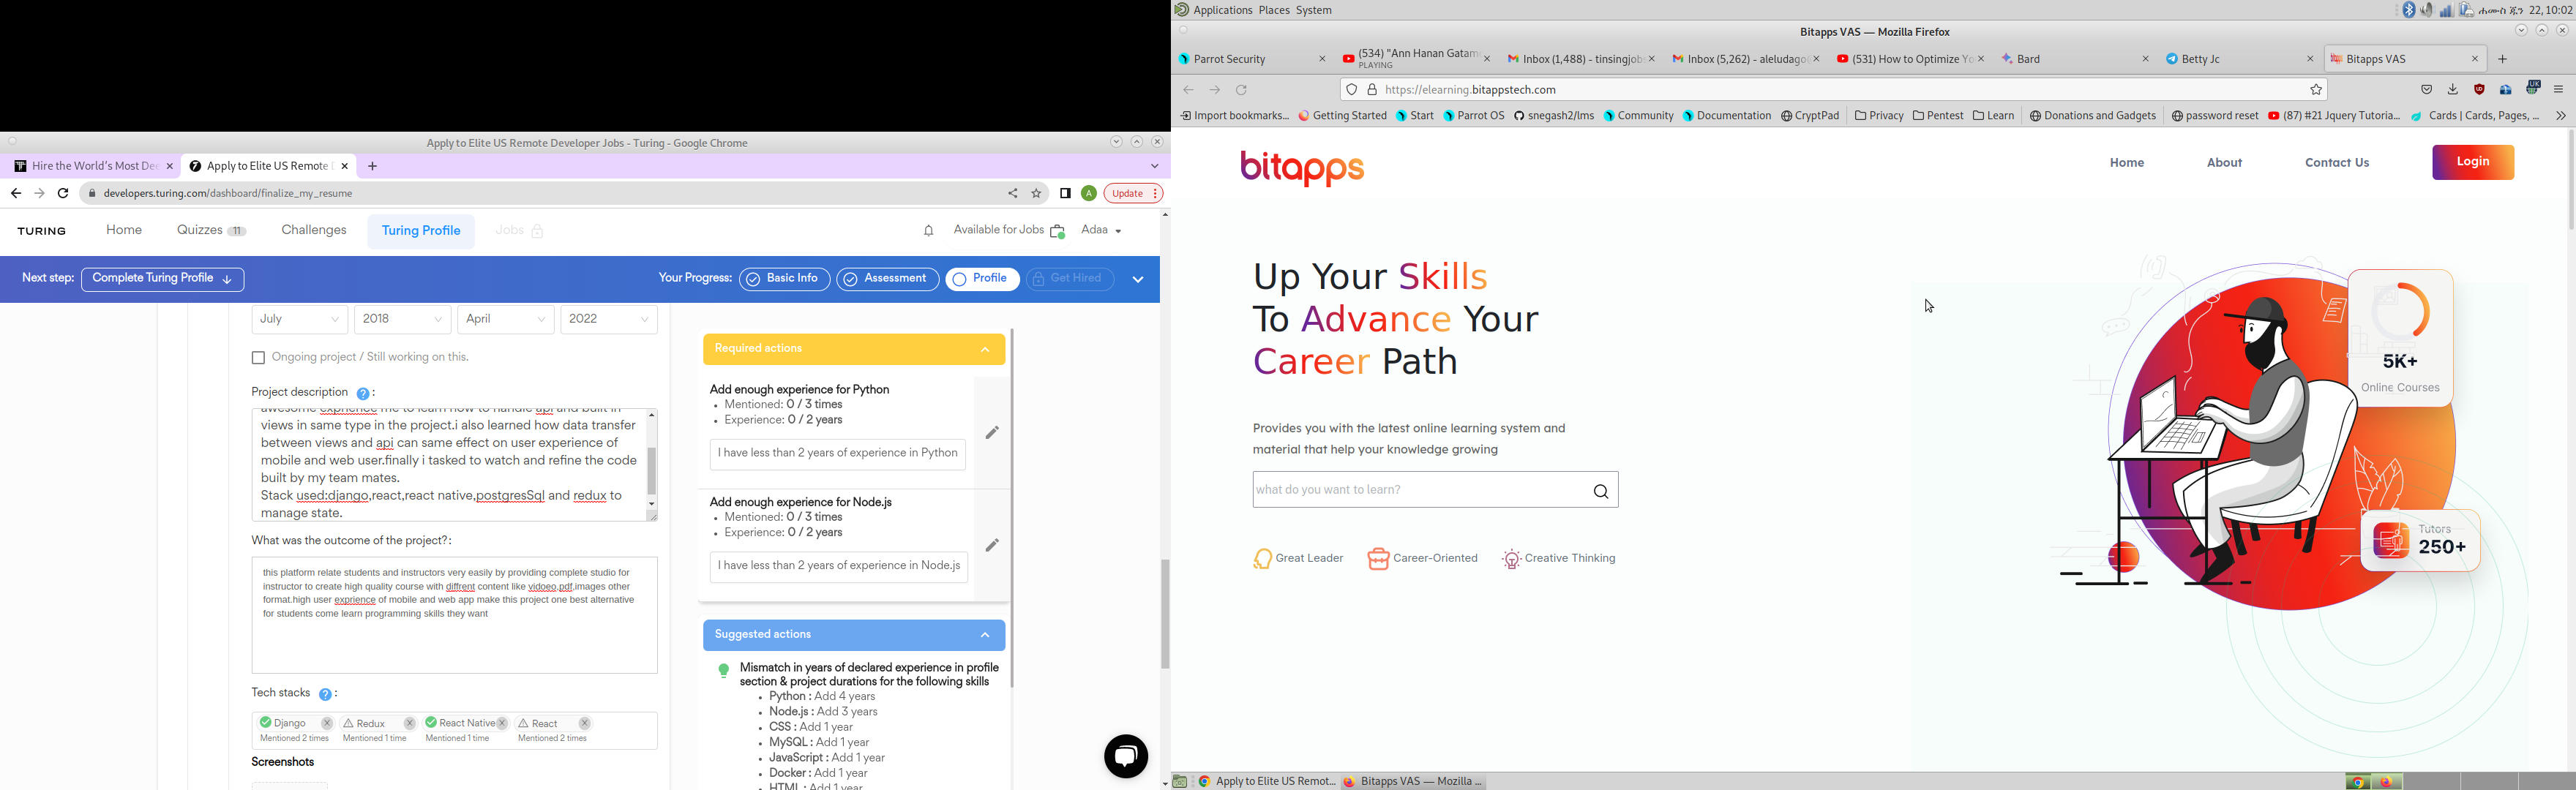 Apply to Elite US Remote Developer Jobs - Turing - Google Chrome
Hire the World's Most De
Apply to Elite US Remote
developers.turing.com/dashboard/finalize_my_resume
A
Update
TURING
Home
Quizzes 11
Challenges
Turing Profile
Jobs
Available for Jobs
Adaa
Next step:
Complete Turing Profile
Your Progress:
Basic Info
Assessment
Profile
Get Hired
July
2018
April
2022
Ongoing project / Still working on this.
Project description ? :
awesome exprience me to learn how to handle api and built in
views in same type in the project.i also learned how data transfer
between views and api can same effect on user experience of
mobile and web user.finally i tasked to watch and refine the code
built by my team mates.
Stack used:django,react,react native,postgresSql and redux to
manage state.
What was the outcome of the project?:
this platform relate students and instructors very easily by providing complete studio for
instructor to create high quality course with diffrent content like vidoeo,pdf,images other
format.high user exprience of mobile and web app make this project one best alternative
for students come learn programming skills they want
Tech stacks ? :
Django
Mentioned 2 times
Redux
Mentioned 1 time
React Native
Mentioned 1 time
React
Mentioned 2 times
Screenshots
Required actions
Add enough experience for Python
Mentioned: 0 / 3 times
Experience: 0 / 2 years
I have less than 2 years of experience in Python
Add enough experience for Node.js
Mentioned: 0 / 3 times
Experience: 0 / 2 years
I have less than 2 years of experience in Node.js
Suggested actions
Mismatch in years of declared experience in profile
section & project durations for the following skills
Python : Add 4 years
Node.js : Add 3 years
CSS : Add 1 year
MySQL : Add 1 year
JavaScript : Add 1 year
Docker : Add 1 year
HTML : Add 1 year
Applications Places System
ሐሙስ ጁን 22, 10:02
Bitapps VAS — Mozilla Firefox
Parrot Security
(534) "Ann Hanan Gatam
PLAYING
Inbox (1,488) - tinsingjob
Inbox (5,262) - aleludago
(531) How to Optimize Yo
Bard
Betty Jc
Bitapps VAS
https://elearning.bitappstech.com
UK
Import bookmarks...
Getting Started
Start
Parrot OS
snegash2/lms
Community
Documentation
CryptPad
Privacy
Pentest
Learn
Donations and Gadgets
password reset
(87) #21 Jquery Tutoria...
Cards | Cards, Pages, ...
bitapps
Home
About
Contact Us
Login
Up Your Skills
To Advance Your
Career Path
Provides you with the latest online learning system and
material that help your knowledge growing
what do you want to learn?
Great Leader
Career-Oriented
Creative Thinking
5K+
Online Courses
Tutors
250+
Apply to Elite US Remot...
Bitapps VAS — Mozilla ...